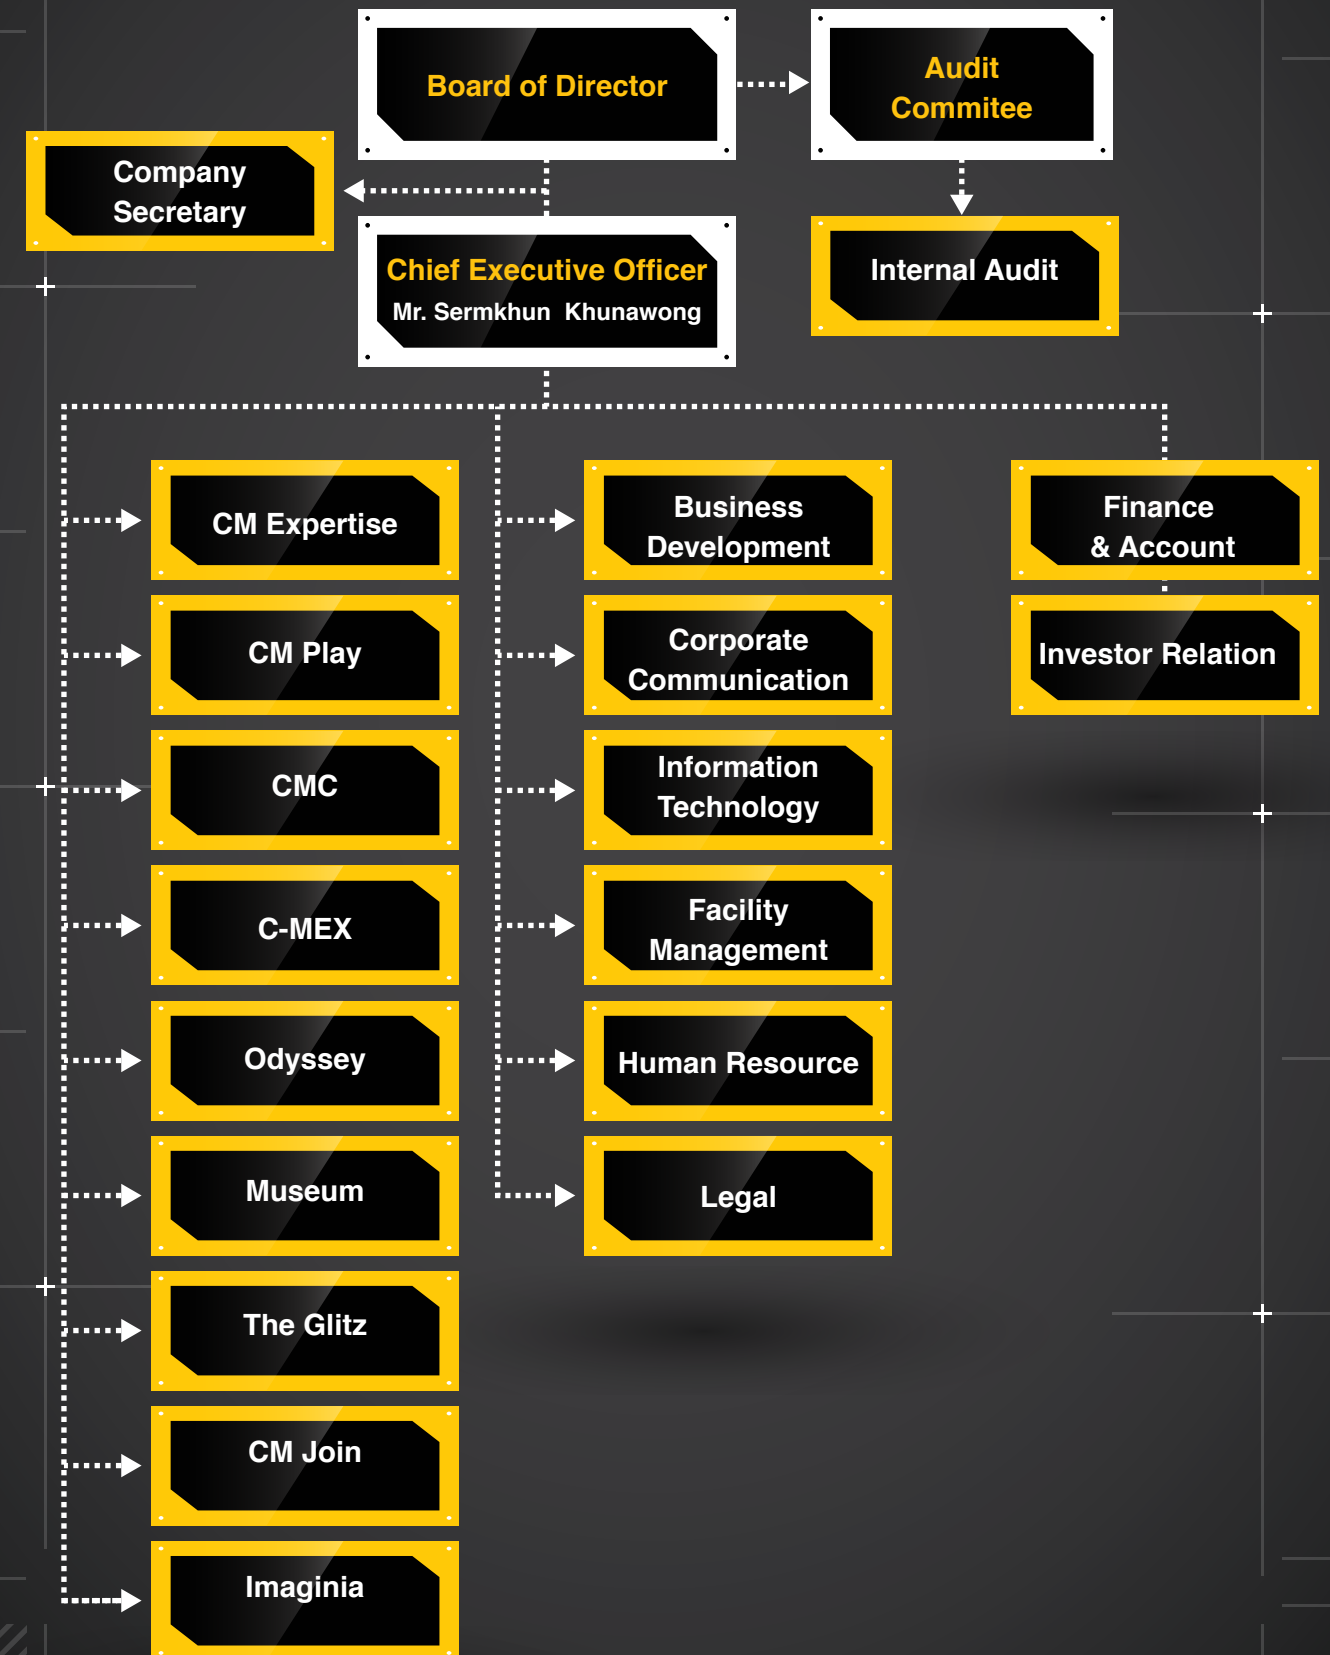 Board of Director
Audit
Commitee
Company
Secretary
Chief Executive Officer
Mr. Sermkhun  Khunawong
Internal Audit
CM Expertise
CM Play
CMC
C-MEX
Odyssey
Museum
The Glitz
CM Join
Imaginia
Business
Development
Corporate
Communication
Information
Technology
Facility
Management
Human Resource
Legal
Finance
& Account
Investor Relation